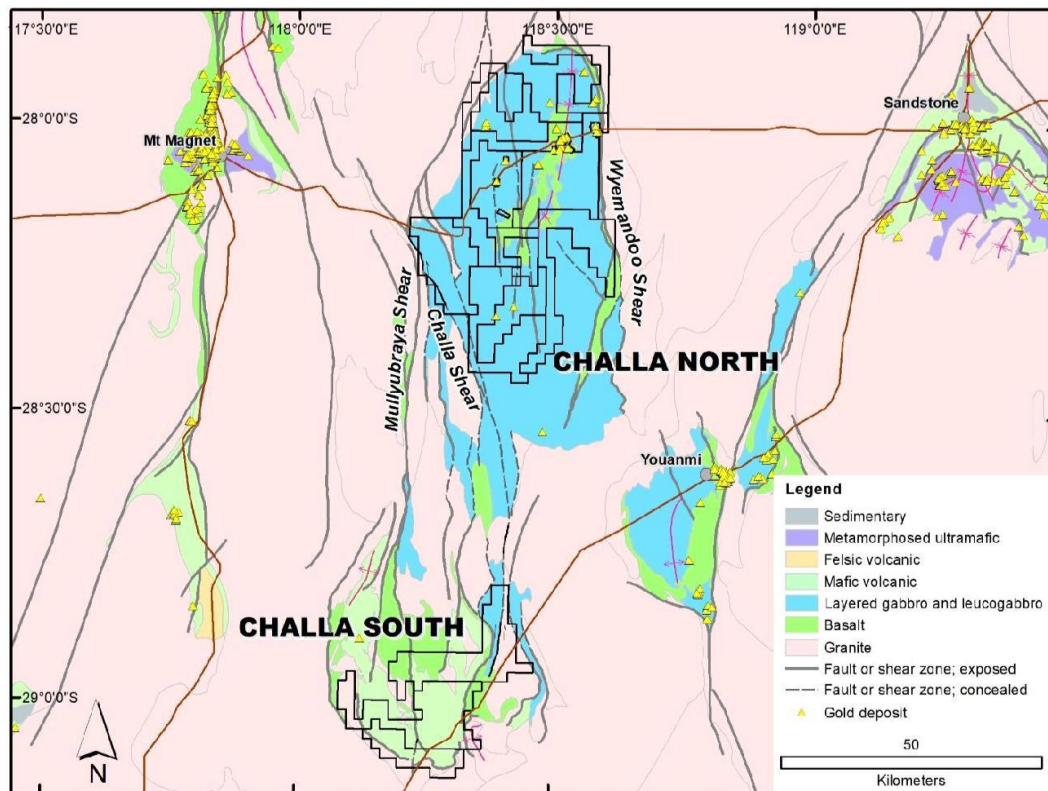 17°30'0"E
118°0'0"E
118°30'0"E
119°0'0"E
28°0'0"S
Mt Magnet
Sandstone
Wyemandoo Shear
Mullyubraya Shear
Challa Shear
CHALLA NORTH
28°30'0"S
Youanmi
CHALLA SOUTH
29°0'0"S
N
Legend
Sedimentary
Metamorphosed ultramafic
Felsic volcanic
Mafic volcanic
Layered gabbro and leucogabbro
Basalt
Granite
Fault or shear zone; exposed
Fault or shear zone; concealed
Gold deposit
50
Kilometers